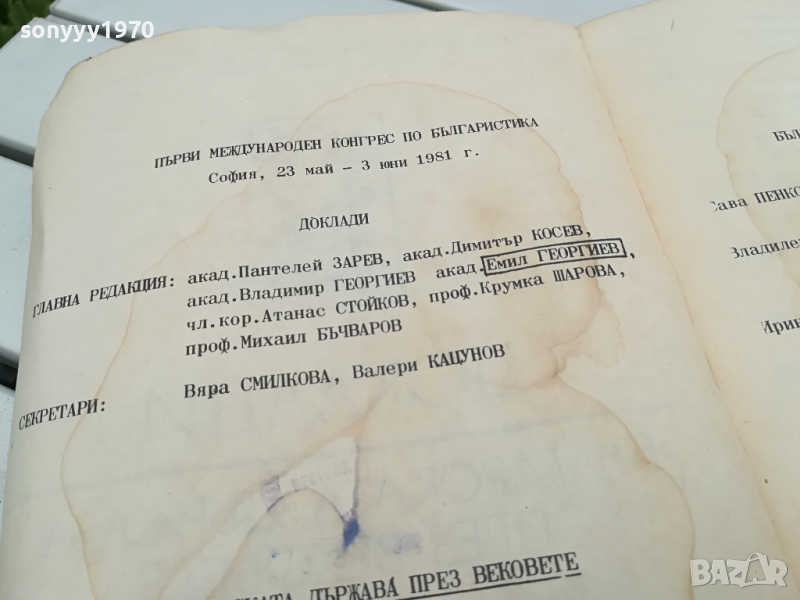 sonyyy1970
ПЪРВИ МЕЖДУНАРОДЕН КОНГРЕС ПО БЪЛГАРИСТИКА
София, 23 май - 3 юни 1981 г.
ДОКЛАДИ
ГЛАВНА РЕДАКЦИЯ: акад.Пантелей ЗАРЕВ, акад.Димитър КОСЕВ,
акад.Владимир ГЕОРГИЕВ акад. Емил ГЕОРГИЕВ,
чл.кор.Атанас СТОЙКОВ, проф.Крумка ШАРОВА,
проф.Михаил БЪЧВАРОВ
СЕКРЕТАРИ: Вяра СМИЛКОВА, Валери КАЦУНОВ
ДЪРЖАВА ПРЕЗ ВЕКОВЕТЕ
БЪЛ
Сава ПЕНКО
Владилен
Ирин
BAZAR